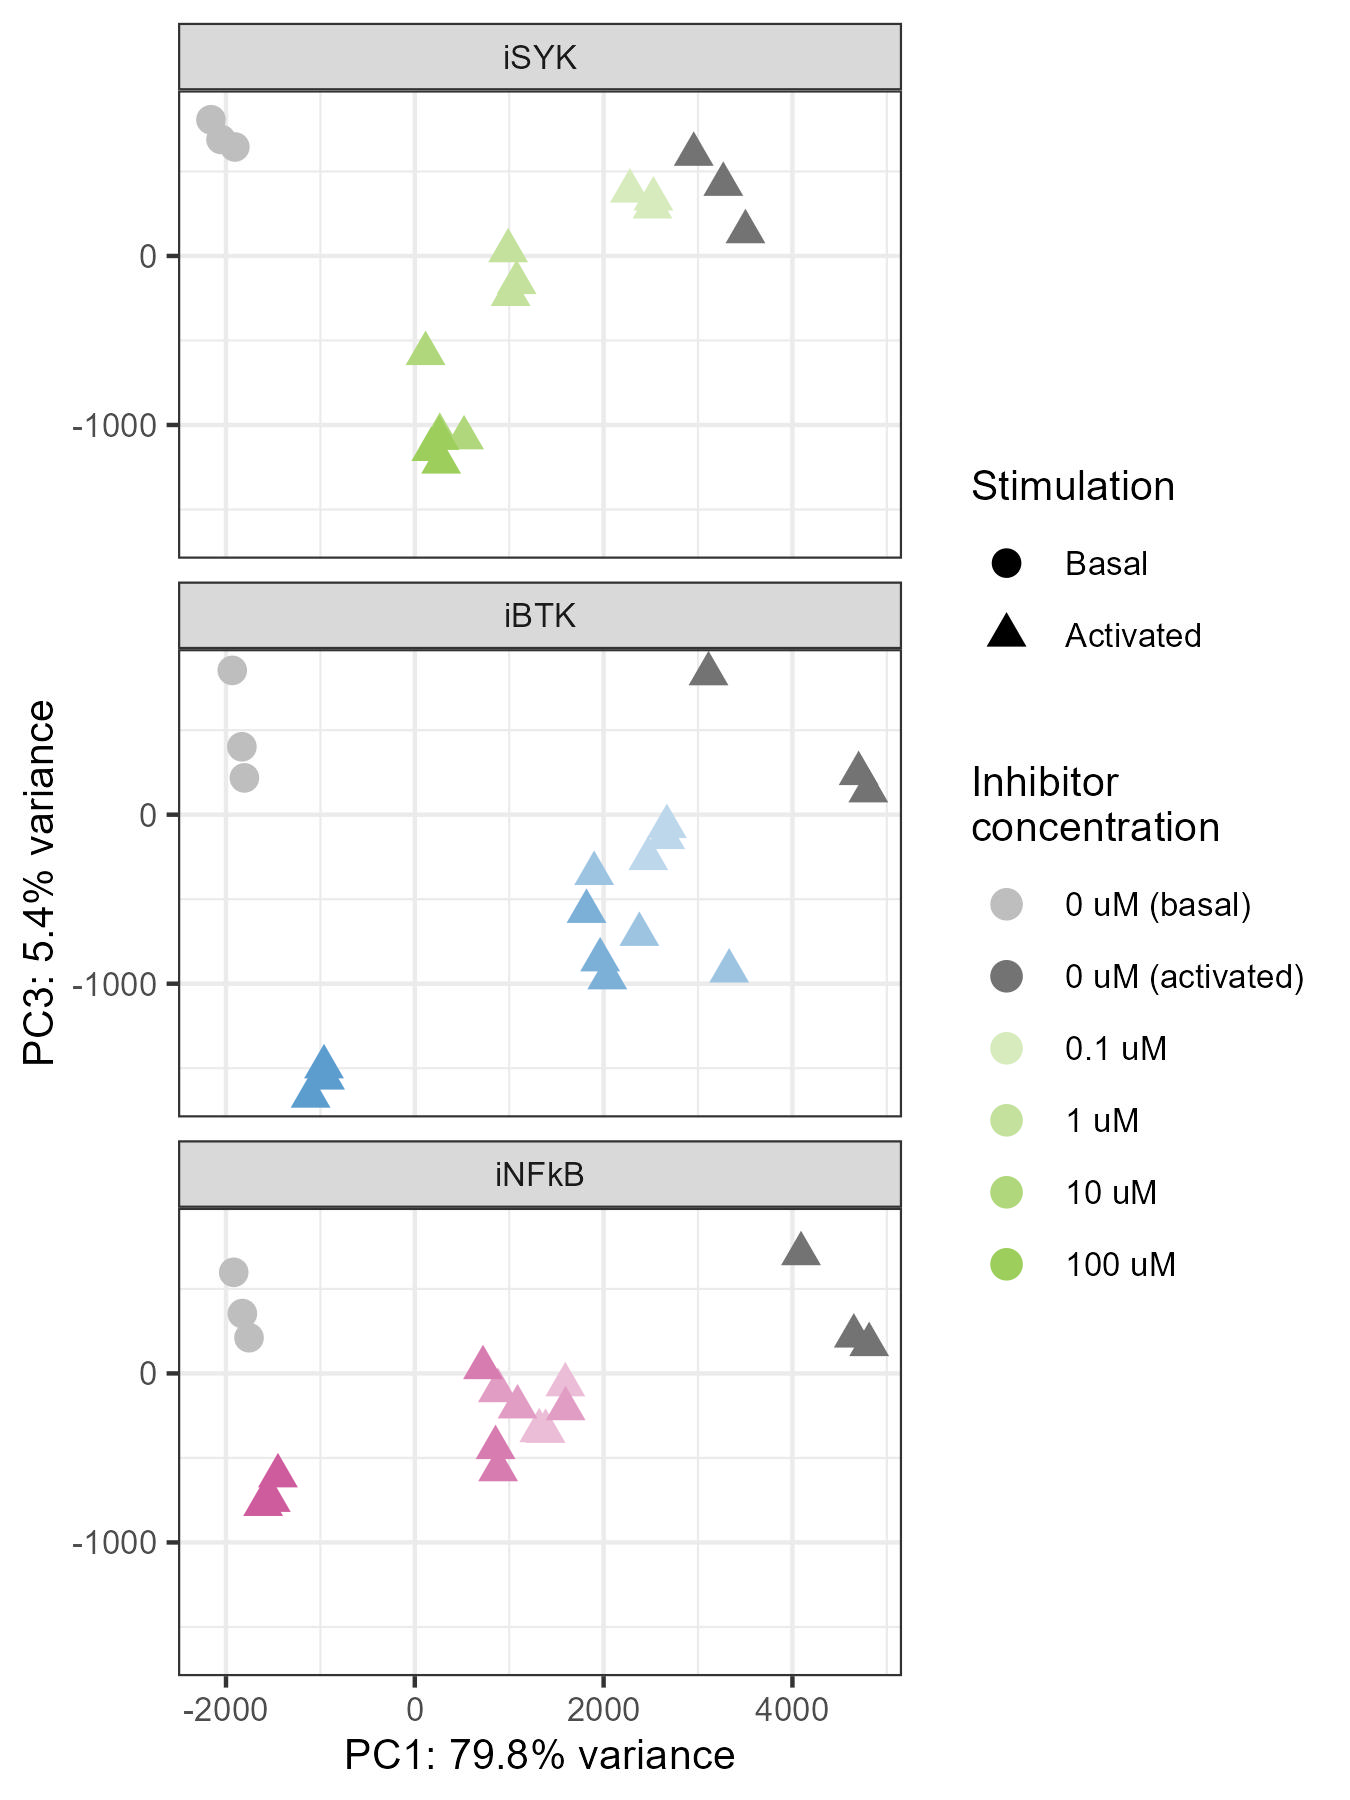 iSYK
0
-1000
iBTK
0
-1000
iNFkB
0
-1000
-2000 0 2000 4000
PC1: 79.8% variance
PC3: 5.4% variance
Stimulation
Basal
Activated
Inhibitor
concentration
0 uM (basal)
0 uM (activated)
0.1 uM
1 uM
10 uM
100 uM